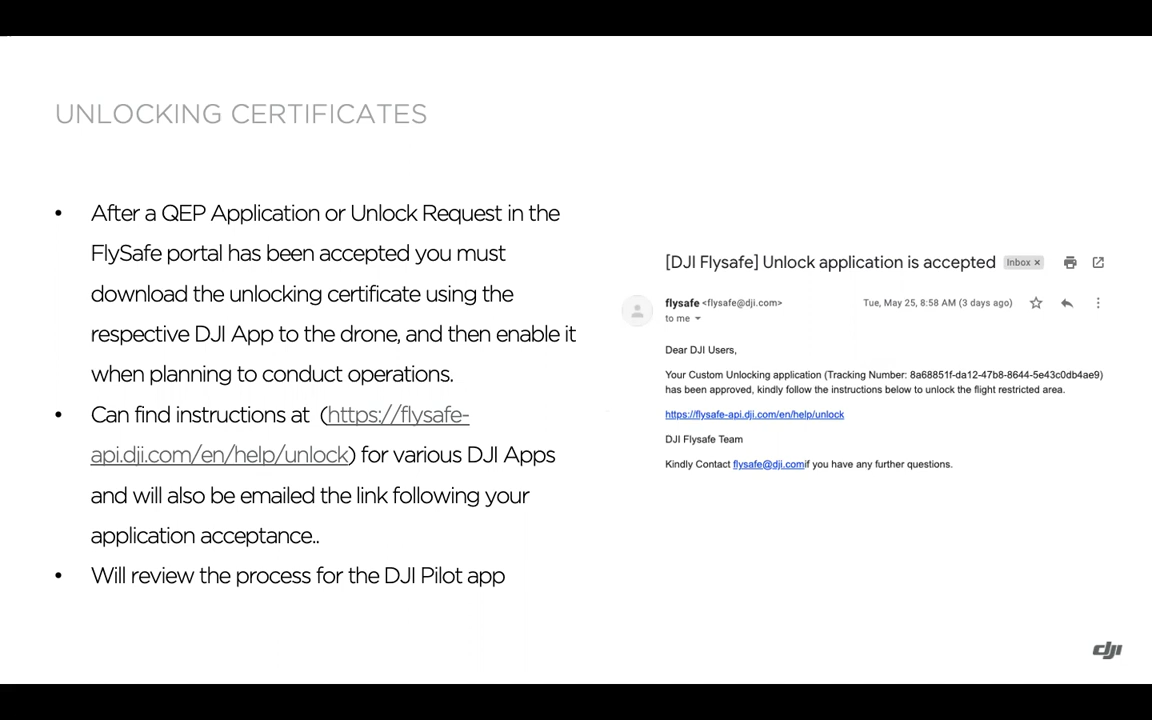 UNLOCKING CERTIFICATES
• After a QEP Application or Unlock Request in the
FlySafe portal has been accepted you must
download the unlocking certificate using the
respective DJI App to the drone, and then enable it
when planning to conduct operations.
• Can find instructions at (https://flysafe-
api.dji.com/en/help/unlock) for various DJI Apps
and will also be emailed the link following your
application acceptance..
• Will review the process for the DJI Pilot app
[DJI Flysafe] Unlock application is accepted Inbox ×
flysafe <flysafe@dji.com> Tue, May 25, 8:58 AM (3 days ago)
to me
Dear DJI Users,
Your Custom Unlocking application (Tracking Number: 8a68851f-da12-47b8-8644-5e43c0db4ae9)
has been approved, kindly follow the instructions below to unlock the flight restricted area.
https://flysafe-api.dji.com/en/help/unlock
DJI Flysafe Team
Kindly Contact flysafe@dji.comif you have any further questions.
dji